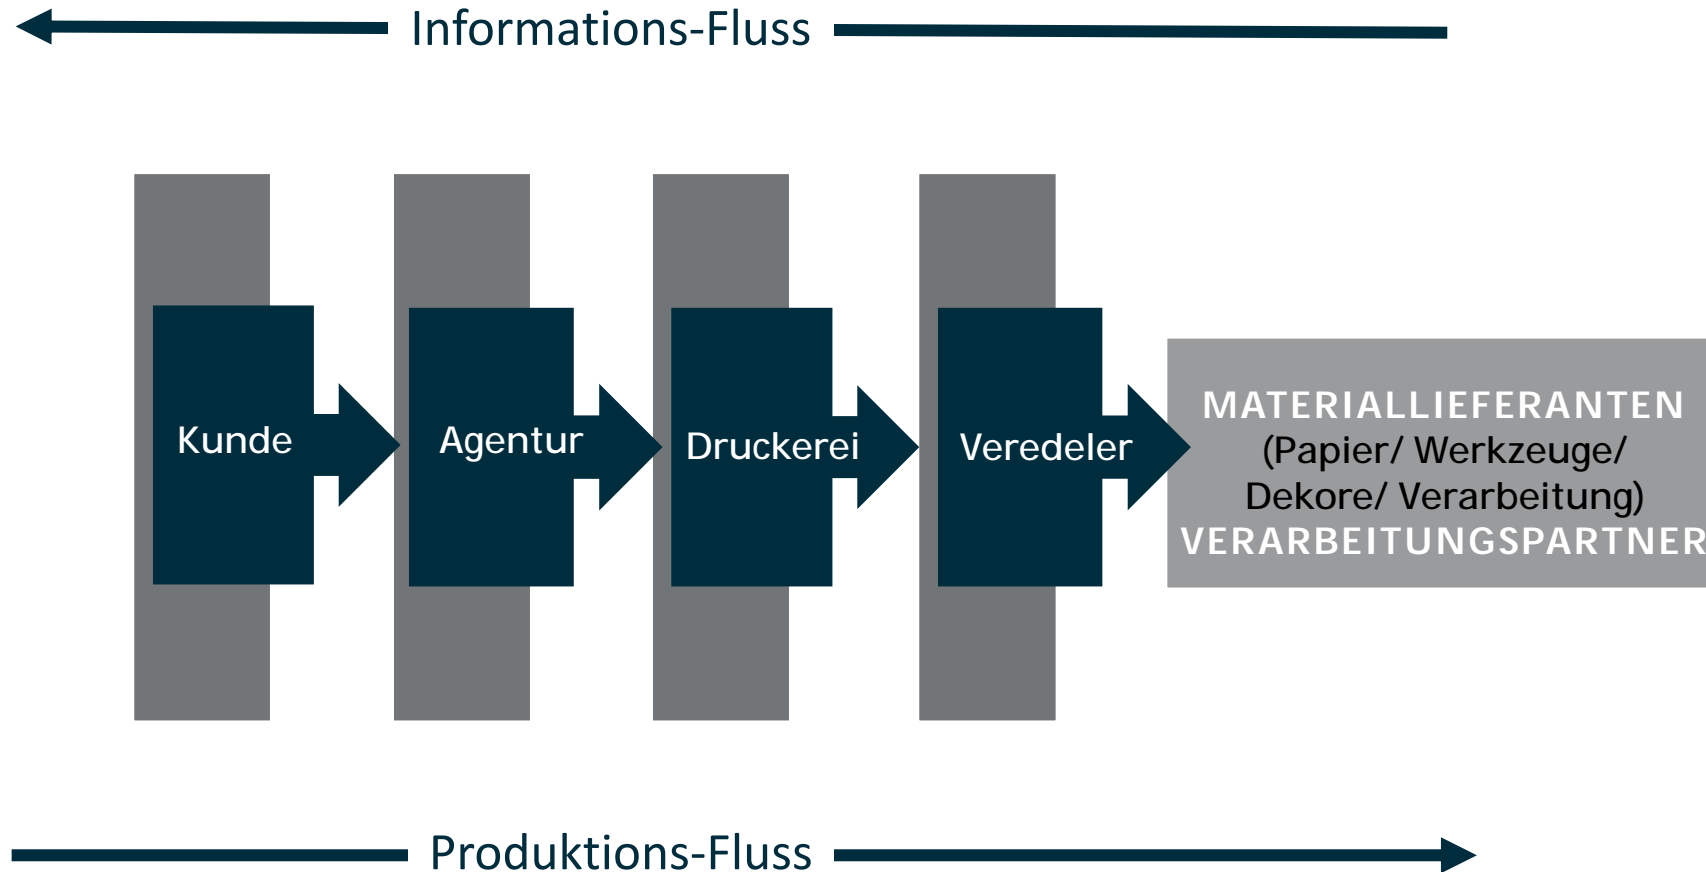 Informations-Fluss
Kunde
Agentur
Druckerei
Veredeler
MATERIALLIEFERANTEN
(Papier/ Werkzeuge/
Dekore/ Verarbeitung)
VERARBEITUNGSPARTNER
Produktions-Fluss